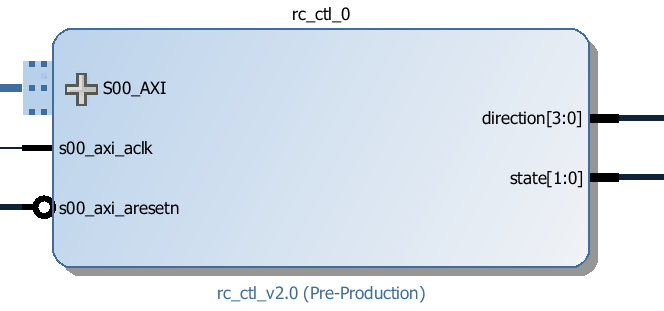 rc_ctl_0
S00_AXI
direction[3:0]
s00_axi_aclk
state[1:0]
s00_axi_aresetn
rc_ctl_v2.0 (Pre-Production)